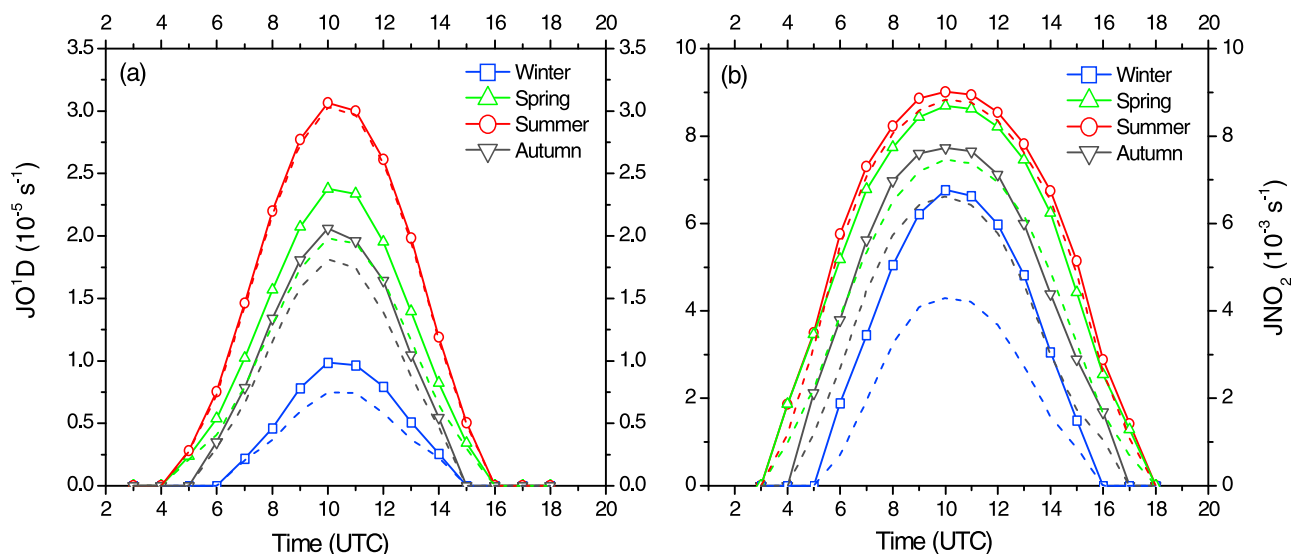 2 4 6 8 10 12 14 16 18 20
2 4 6 8 10 12 14 16 18 20
3.5 3.5 10 10
(a) (b)
Winter Winter
Spring Spring
Summer Summer
Autumn Autumn
3.0 3.0
2.5 2.5
2.0 2.0
1.5 1.5
1.0 1.0
0.5 0.5
0.0 0.0
8 8
6 6
4 4
2 2
0 0
JO¹D (10⁻⁵ s⁻¹)
JNO₂ (10⁻³ s⁻¹)
2 4 6 8 10 12 14 16 18 20
2 4 6 8 10 12 14 16 18 20
Time (UTC) Time (UTC)